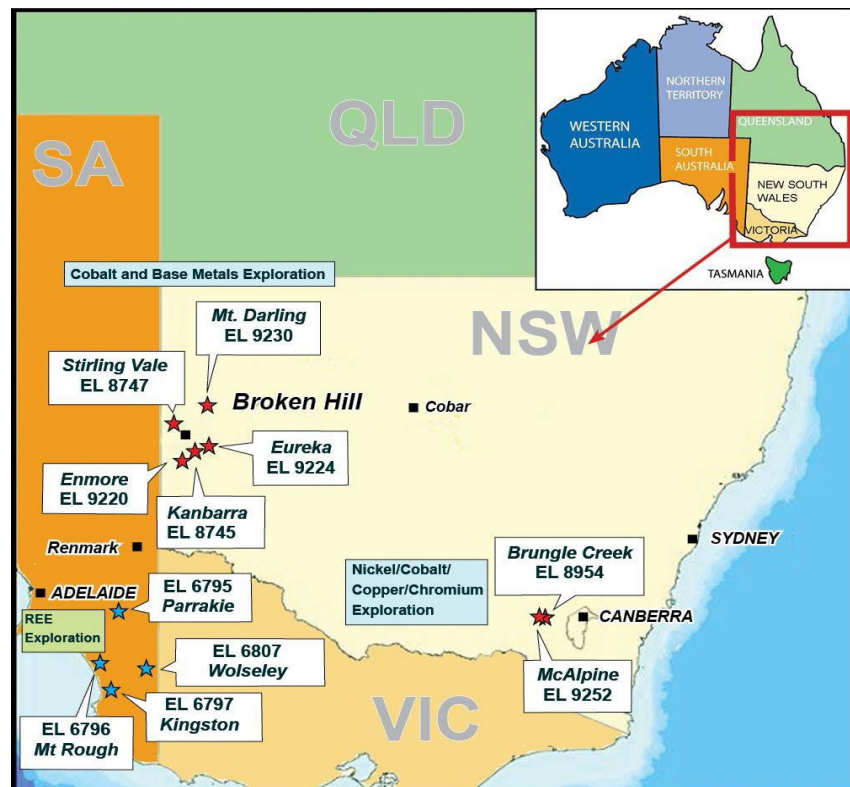 QLD
SA
NSW
VIC
WESTERN
AUSTRALIA
NORTHERN
TERRITORY
QUEENSLAND
SOUTH
AUSTRALIA
NEW SOUTH
WALES
VICTORIA
TASMANIA
Cobalt and Base Metals Exploration
Mt. Darling
EL 9230
Stirling Vale
EL 8747
Broken Hill
Cobar
Eureka
EL 9224
Enmore
EL 9220
Kanbarra
EL 8745
Renmark
SYDNEY
Brungle Creek
EL 8954
Nickel/Cobalt/
Copper/Chromium
Exploration
ADELAIDE
EL 6795
Parrakie
CANBERRA
REE
Exploration
EL 6807
Wolseley
McAlpine
EL 9252
EL 6797
Kingston
EL 6796
Mt Rough